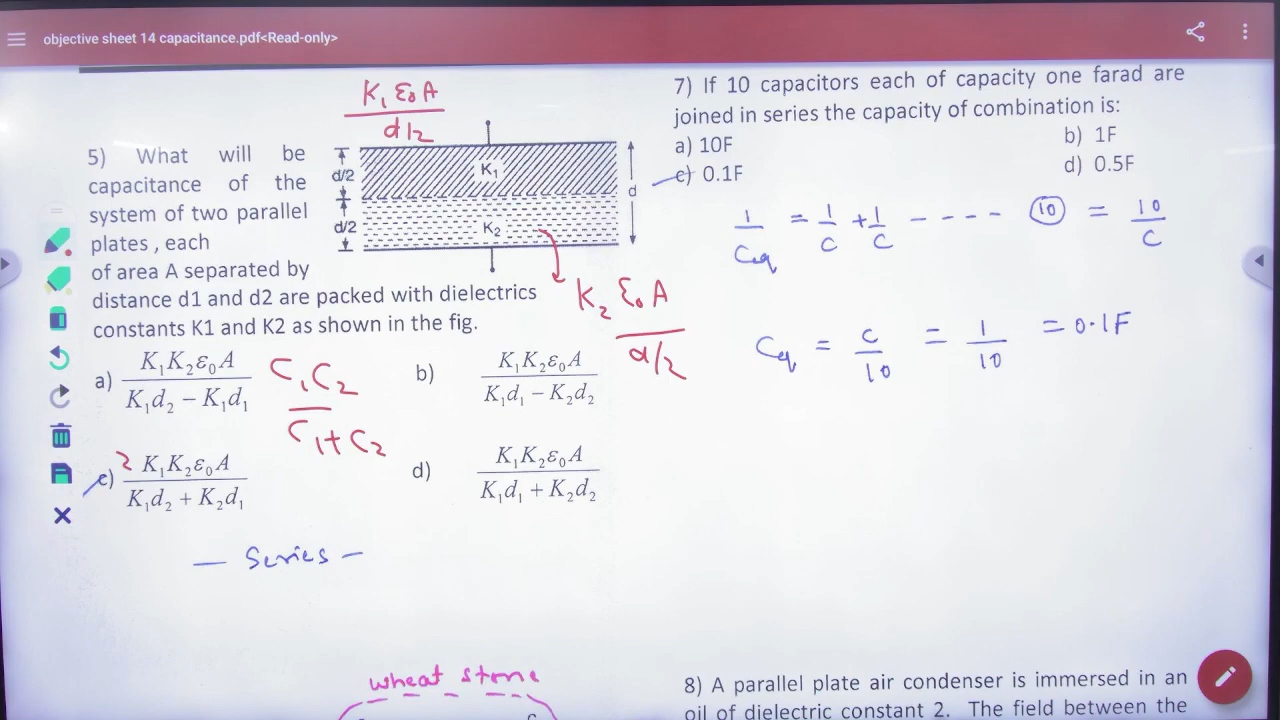 objective sheet 14 capacitance.pdf<Read-only>
K₁ ε₀ A
d/2
5) What will be
capacitance of the
system of two parallel
plates , each
of area A separated by
distance d1 and d2 are packed with dielectrics
constants K1 and K2 as shown in the fig.
d/2
d/2
K₁
K₂
d
K₂ ε₀ A
d/2
a) K₁K₂ε₀A / K₁d₂ − K₁d₁
C₁C₂
C₁+C₂
b) K₁K₂ε₀A / K₁d₁ − K₂d₂
c) 2 K₁K₂ε₀A / K₁d₂ + K₂d₁
d) K₁K₂ε₀A / K₁d₁ + K₂d₂
— Series —
wheat stone
C
7) If 10 capacitors each of capacity one farad are
joined in series the capacity of combination is:
a) 10F
b) 1F
c) 0.1F
d) 0.5F
1/Ceq = 1/C + 1/C - - - - 10 = 10/C
Ceq = C/10 = 1/10 = 0.1F
8) A parallel plate air condenser is immersed in an
oil of dielectric constant 2. The field between the